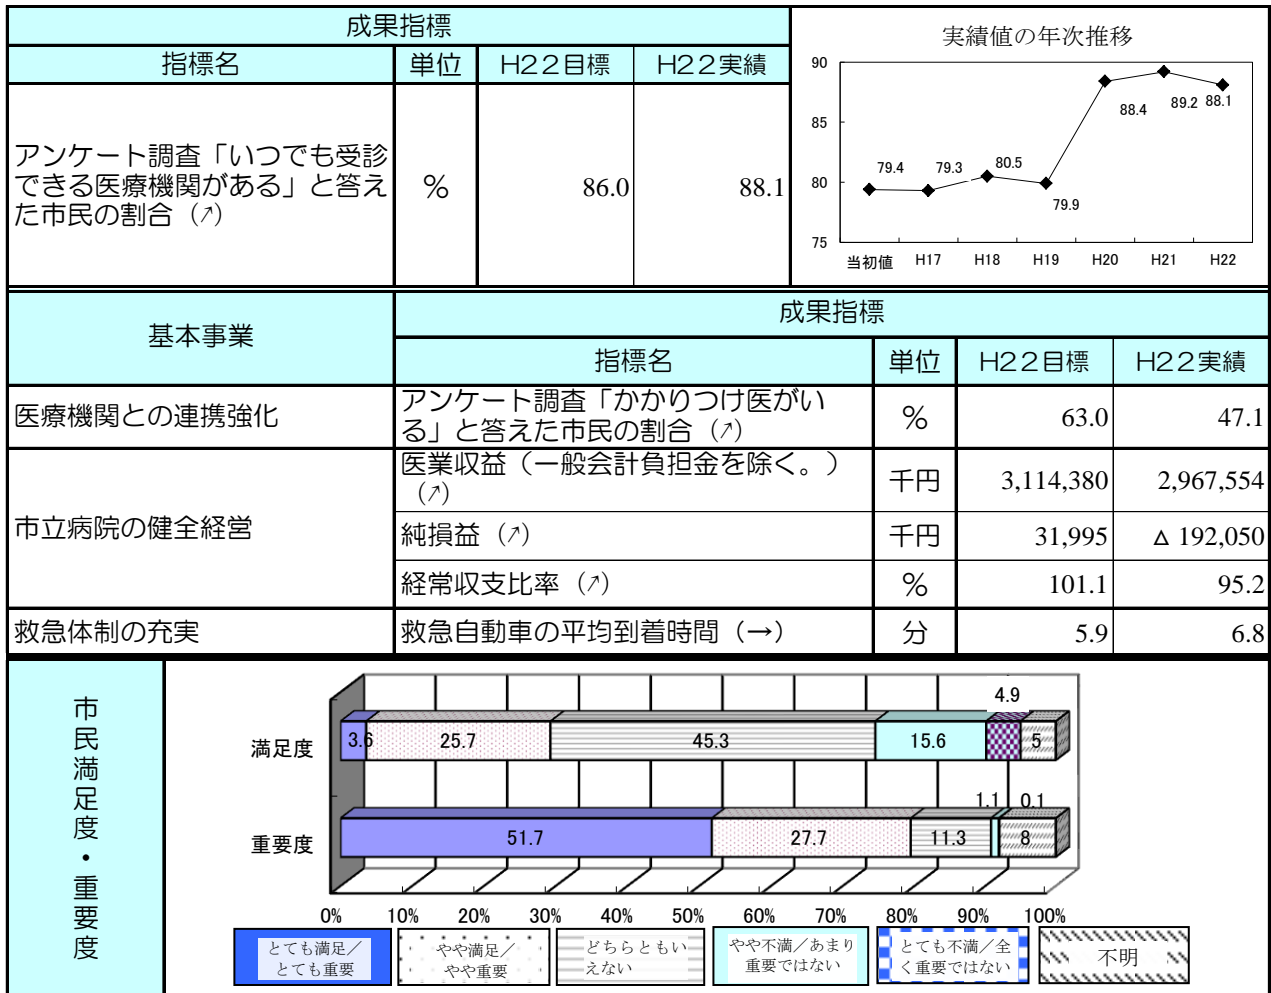 成果指標
指標名 単位 H22目標 H22実績
アンケート調査「いつでも受診
できる医療機関がある」と答え
た市民の割合（↗）
% 86.0 88.1
実績値の年次推移
90
85
80
75
79.4 79.3 80.5 79.9 88.4 89.2 88.1
当初値 H17 H18 H19 H20 H21 H22
基本事業
成果指標
指標名 単位 H22目標 H22実績
医療機関との連携強化
アンケート調査「かかりつけ医がい
る」と答えた市民の割合（↗）
% 63.0 47.1
市立病院の健全経営
医業収益（一般会計負担金を除く。）
（↗）
千円 3,114,380 2,967,554
純損益（↗） 千円 31,995 △ 192,050
経常収支比率（↗） % 101.1 95.2
救急体制の充実 救急自動車の平均到着時間（→） 分 5.9 6.8
市民満足度・重要度
満足度 3.6 25.7 45.3 15.6 4.9 5
重要度 51.7 27.7 11.3 1.1 0.1 8
0% 10% 20% 30% 40% 50% 60% 70% 80% 90% 100%
とても満足／
とても重要
やや満足／
やや重要
どちらともい
えない
やや不満／あまり
重要ではない
とても不満／全
く重要ではない
不明